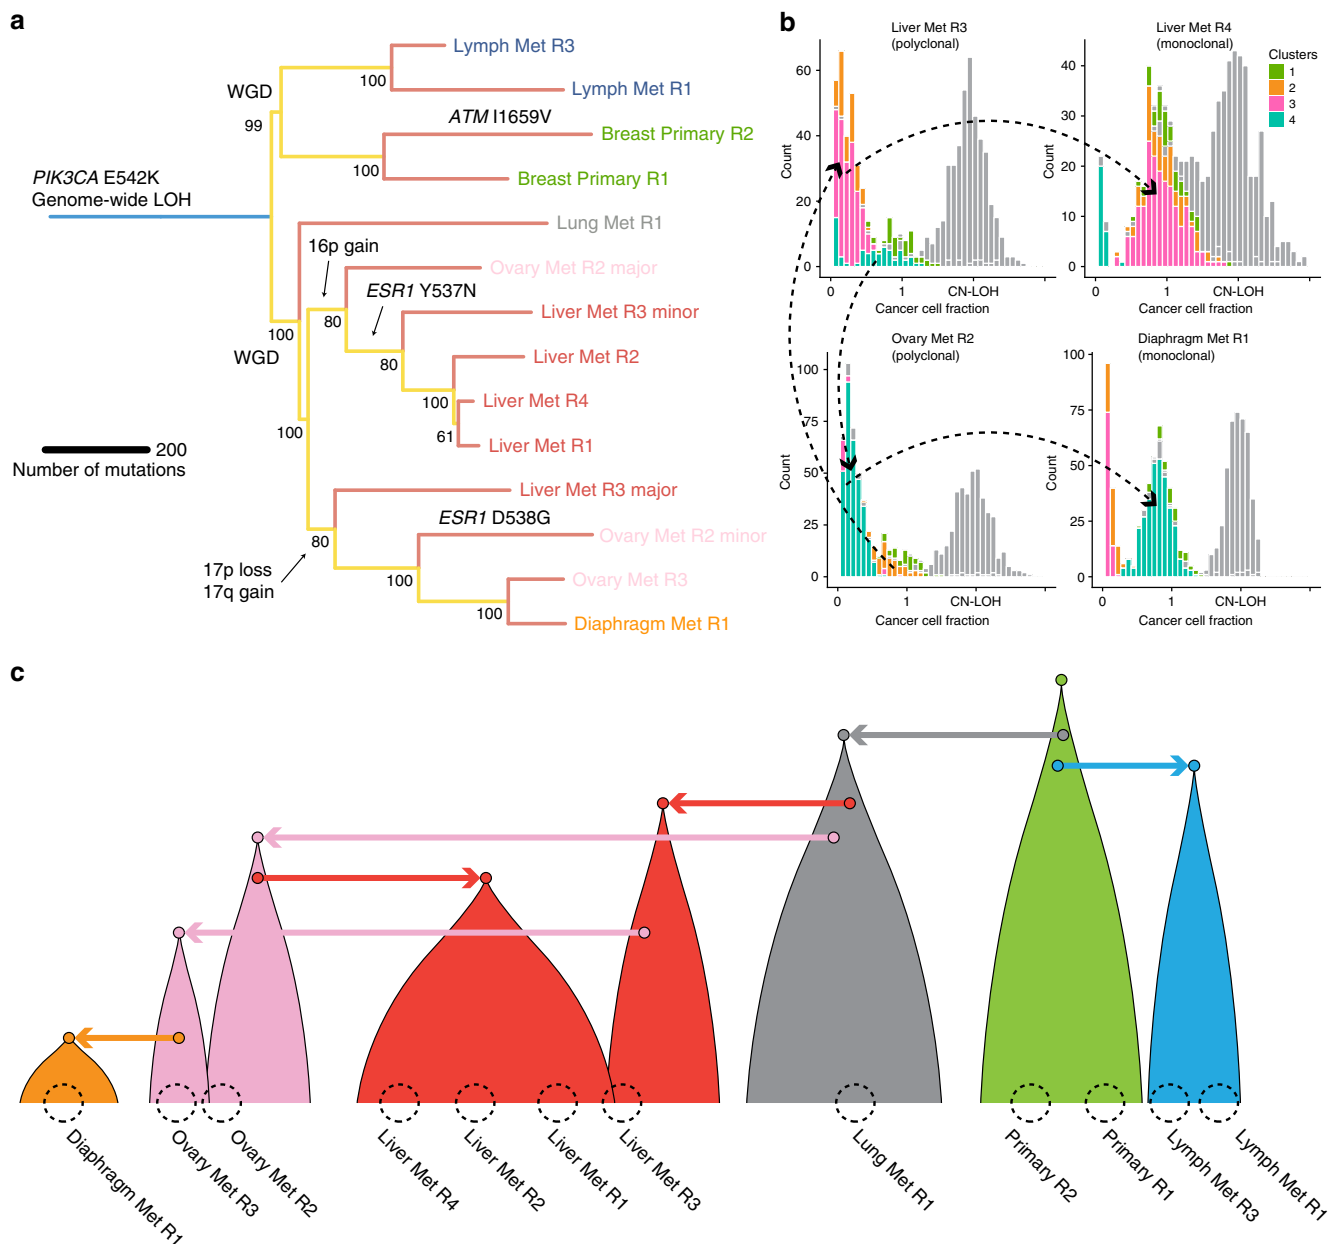 a
Lymph Met R3
WGD
100
Lymph Met R1
99
ATM I1659V
Breast Primary R2
100
Breast Primary R1
PIK3CA E542K
Genome-wide LOH
Lung Met R1
16p gain
Ovary Met R2 major
ESR1 Y537N
Liver Met R3 minor
100
80
WGD
80
Liver Met R2
100
Liver Met R4
61
Liver Met R1
100
200
Number of mutations
Liver Met R3 major
ESR1 D538G
Ovary Met R2 minor
80
17p loss
17q gain
100
Ovary Met R3
100
Diaphragm Met R1
b
Liver Met R3
(polyclonal)
60
40
20
0
Count
0
1
CN-LOH
Cancer cell fraction
Liver Met R4
(monoclonal)
40
30
20
10
0
Count
0
1
CN-LOH
Cancer cell fraction
Clusters
1
2
3
4
Ovary Met R2
(polyclonal)
100
75
50
25
0
Count
0
1
CN-LOH
Cancer cell fraction
Diaphragm Met R1
(monoclonal)
100
75
50
25
0
Count
0
1
CN-LOH
Cancer cell fraction
c
Diaphragm Met R1
Ovary Met R3
Ovary Met R2
Liver Met R4
Liver Met R2
Liver Met R1
Liver Met R3
Lung Met R1
Primary R2
Primary R1
Lymph Met R3
Lymph Met R1